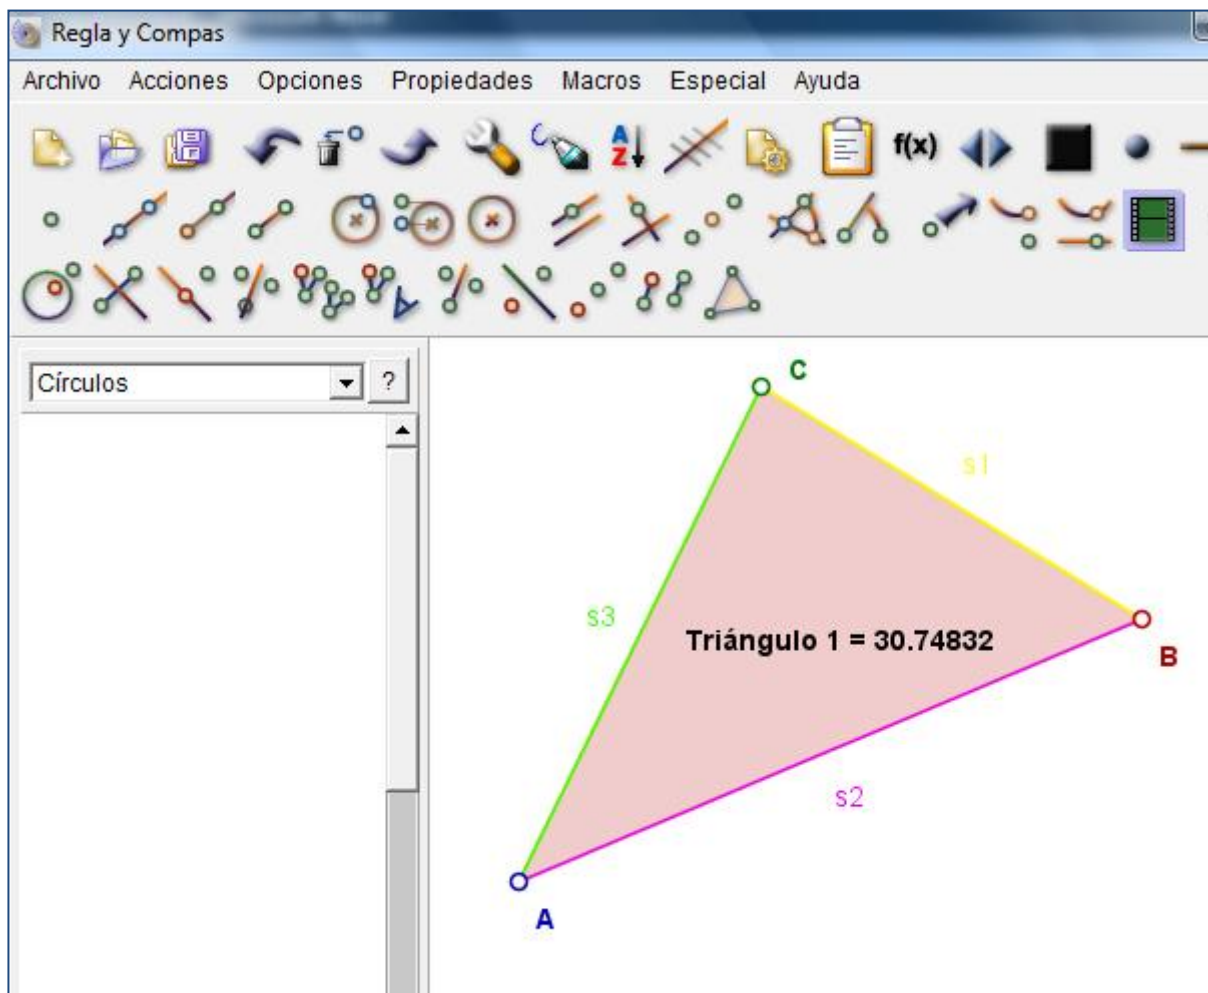 Regla y Compas
Archivo Acciones Opciones Propiedades Macros Especial Ayuda
A
Z
f(x)
Círculos
?
C
s1
s3
Triángulo 1 = 30.74832
B
s2
A